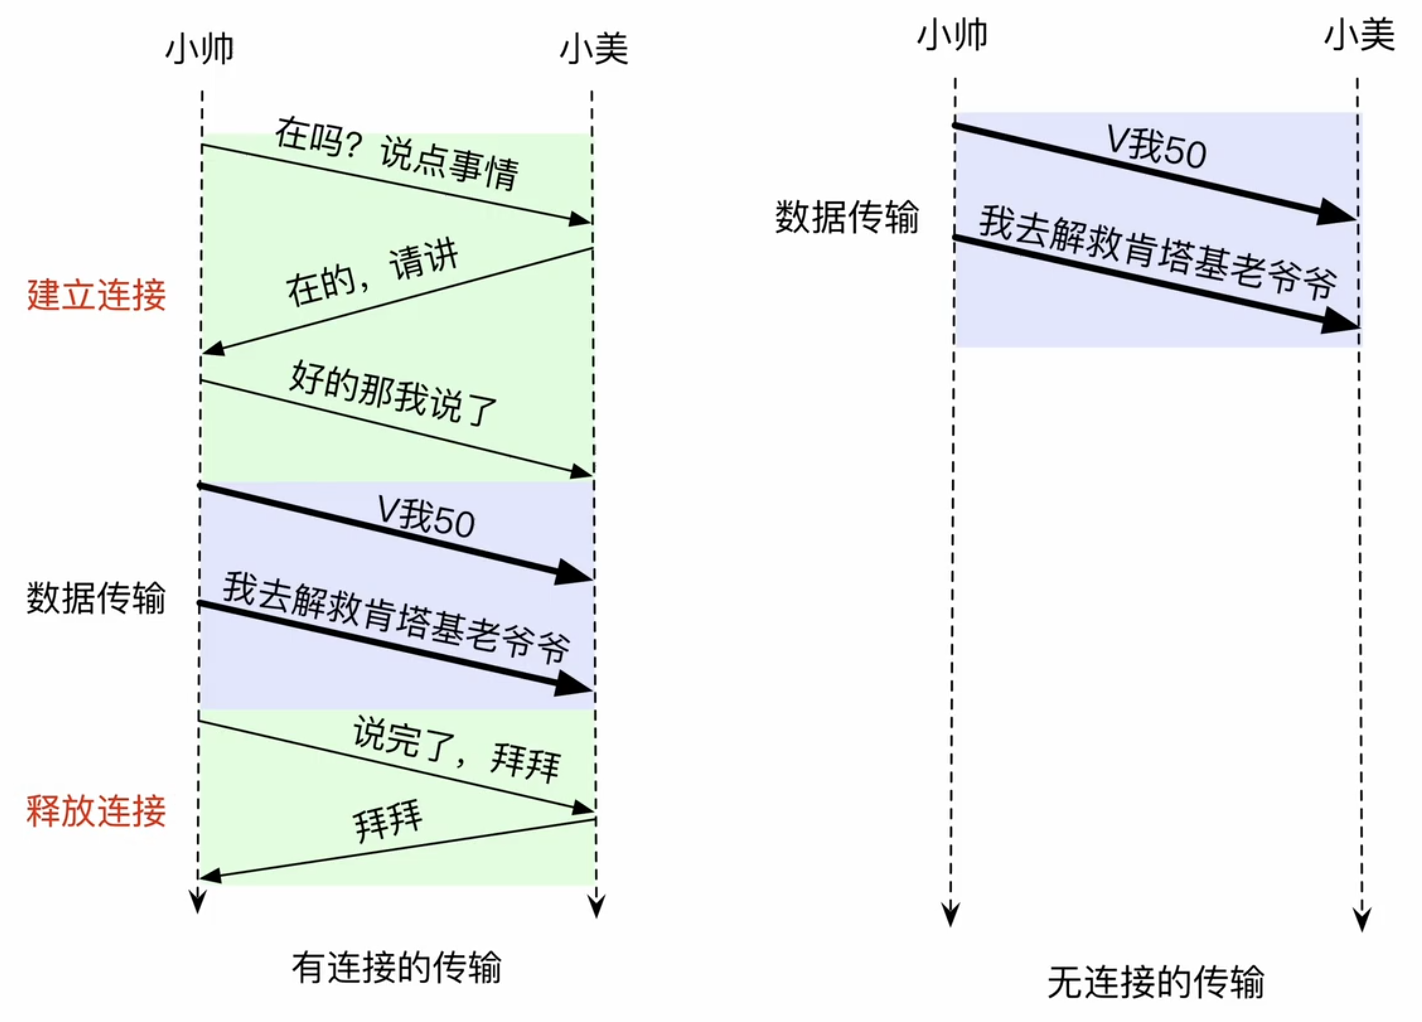 小帅
小美
在吗？说点事情
在的，请讲
建立连接
好的那我说了
V我50
数据传输
我去解救肯塔基老爷爷
说完了，拜拜
释放连接
拜拜
有连接的传输
小帅
小美
V我50
数据传输
我去解救肯塔基老爷爷
无连接的传输